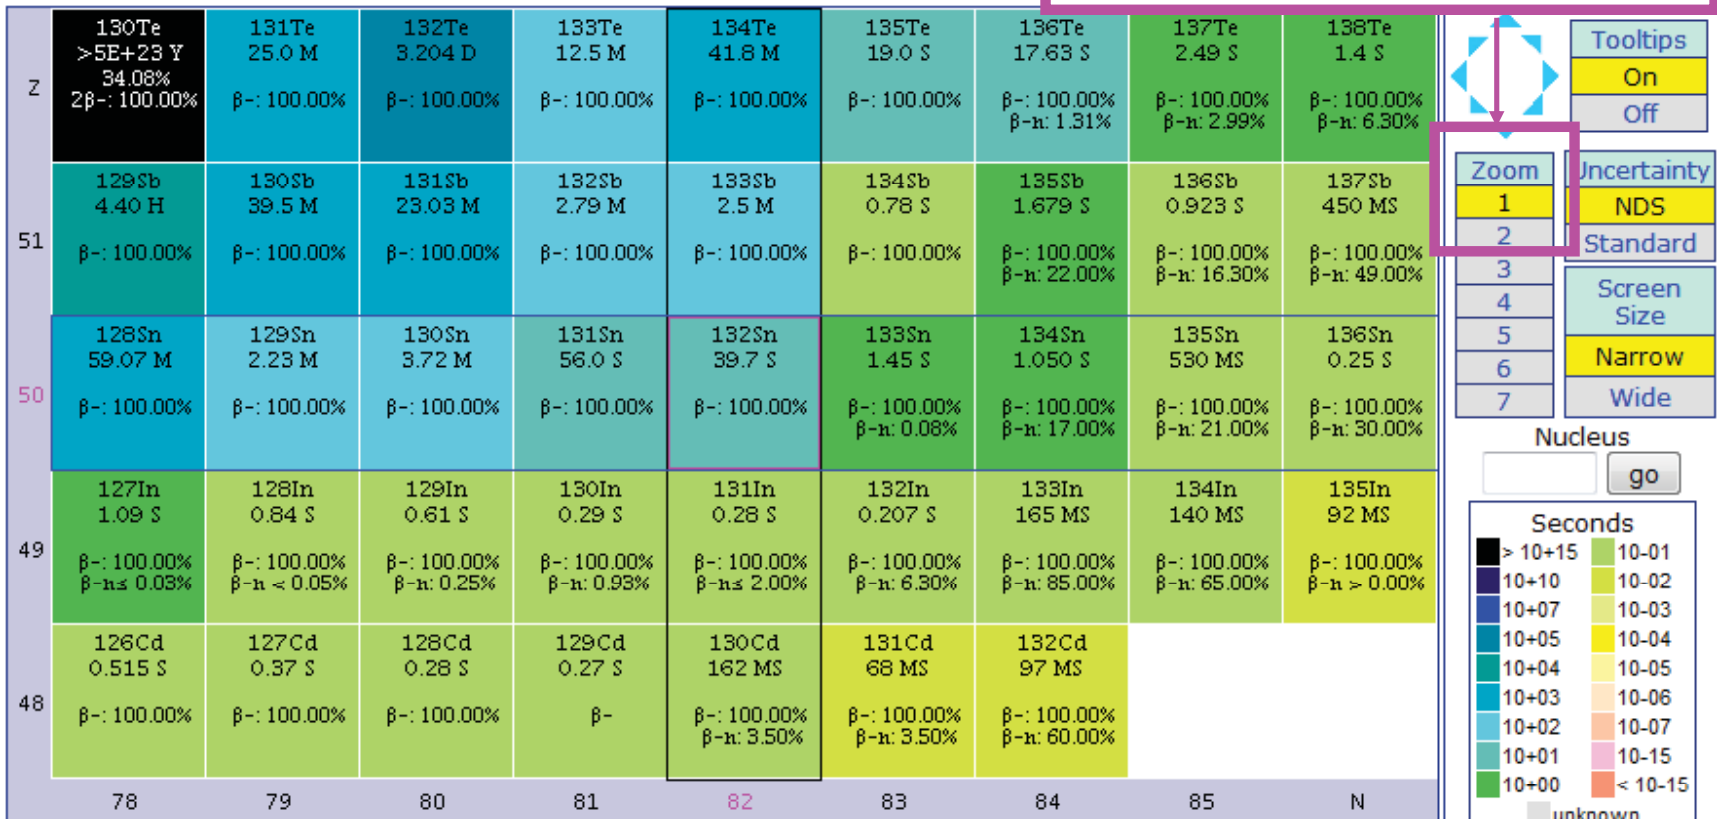 Z
130Te
>5E+23 Y
34.08%
2β-: 100.00%
131Te
25.0 M
β-: 100.00%
132Te
3.204 D
β-: 100.00%
133Te
12.5 M
β-: 100.00%
134Te
41.8 M
β-: 100.00%
135Te
19.0 S
β-: 100.00%
136Te
17.63 S
β-: 100.00%
β-n: 1.31%
137Te
2.49 S
β-: 100.00%
β-n: 2.99%
138Te
1.4 S
β-: 100.00%
β-n: 6.30%
51
129Sb
4.40 H
β-: 100.00%
130Sb
39.5 M
β-: 100.00%
131Sb
23.03 M
β-: 100.00%
132Sb
2.79 M
β-: 100.00%
133Sb
2.5 M
β-: 100.00%
134Sb
0.78 S
β-: 100.00%
135Sb
1.679 S
β-: 100.00%
β-n: 22.00%
136Sb
0.923 S
β-: 100.00%
β-n: 16.30%
137Sb
450 MS
β-: 100.00%
β-n: 49.00%
50
128Sn
59.07 M
β-: 100.00%
129Sn
2.23 M
β-: 100.00%
130Sn
3.72 M
β-: 100.00%
131Sn
56.0 S
β-: 100.00%
132Sn
39.7 S
β-: 100.00%
133Sn
1.45 S
β-: 100.00%
β-n: 0.08%
134Sn
1.050 S
β-: 100.00%
β-n: 17.00%
135Sn
530 MS
β-: 100.00%
β-n: 21.00%
136Sn
0.25 S
β-: 100.00%
β-n: 30.00%
49
127In
1.09 S
β-: 100.00%
β-n≤ 0.03%
128In
0.84 S
β-: 100.00%
β-n < 0.05%
129In
0.61 S
β-: 100.00%
β-n: 0.25%
130In
0.29 S
β-: 100.00%
β-n: 0.93%
131In
0.28 S
β-: 100.00%
β-n≤ 2.00%
132In
0.207 S
β-: 100.00%
β-n: 6.30%
133In
165 MS
β-: 100.00%
β-n: 85.00%
134In
140 MS
β-: 100.00%
β-n: 65.00%
135In
92 MS
β-: 100.00%
β-n > 0.00%
48
126Cd
0.515 S
β-: 100.00%
127Cd
0.37 S
β-: 100.00%
128Cd
0.28 S
β-: 100.00%
129Cd
0.27 S
β-
130Cd
162 MS
β-: 100.00%
β-n: 3.50%
131Cd
68 MS
β-: 100.00%
β-n: 3.50%
132Cd
97 MS
β-: 100.00%
β-n: 60.00%
78 79 80 81 82 83 84 85 N
Tooltips
On
Off
Zoom
1
2
3
4
5
6
7
Uncertainty
NDS
Standard
Screen
Size
Narrow
Wide
Nucleus
go
Seconds
> 10+15 10-01
10+10 10-02
10+07 10-03
10+05 10-04
10+04 10-05
10+03 10-06
10+02 10-07
10+01 10-15
10+00 < 10-15
unknown